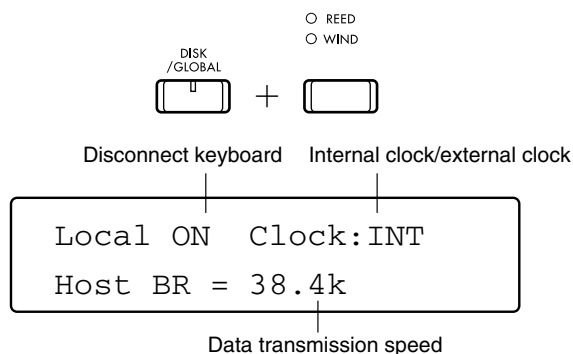 REED
WIND
DISK
/GLOBAL
+
Disconnect keyboard Internal clock/external clock
Local ON Clock:INT
Host BR = 38.4k
Data transmission speed